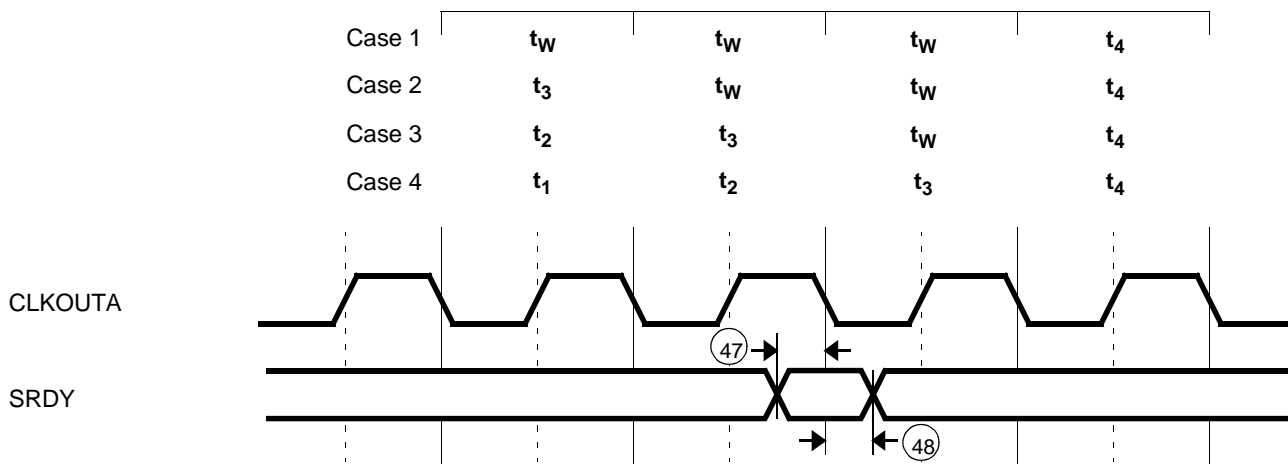 Case 1 tW tW tW t4
Case 2 t3 tW tW t4
Case 3 t2 t3 tW t4
Case 4 t1 t2 t3 t4
CLKOUTA
47
SRDY
48